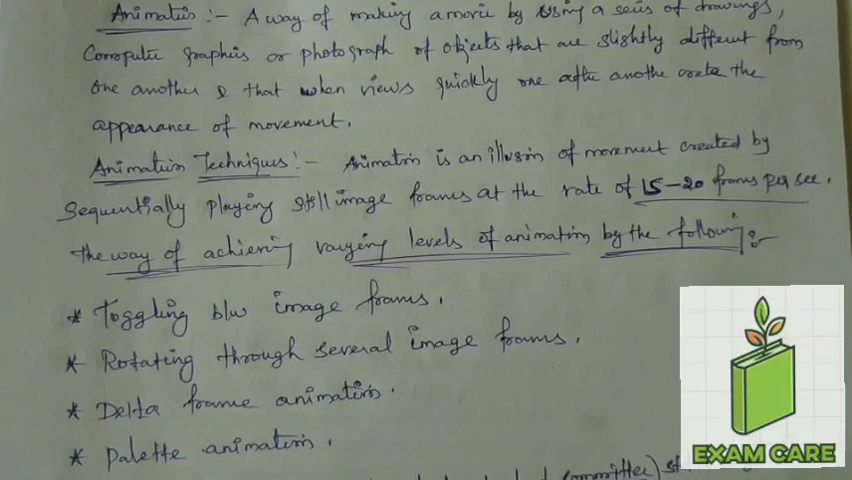 Animation :- A way of making a movie by using a series of drawings,
Computer graphics or photograph of objects that are slightly different from
one another & that when views quickly one after another create the
appearance of movement.
Animation Techniques :- Animation is an illusion of movement created by
Sequentially playing still image frames at the rate of 15-20 frames per sec.
the way of achieving varying levels of animation by the following :-
* Toggling b/w image frames.
* Rotating through several image frames.
* Delta frame animation.
* Palette animation.
(committee)
EXAM CARE